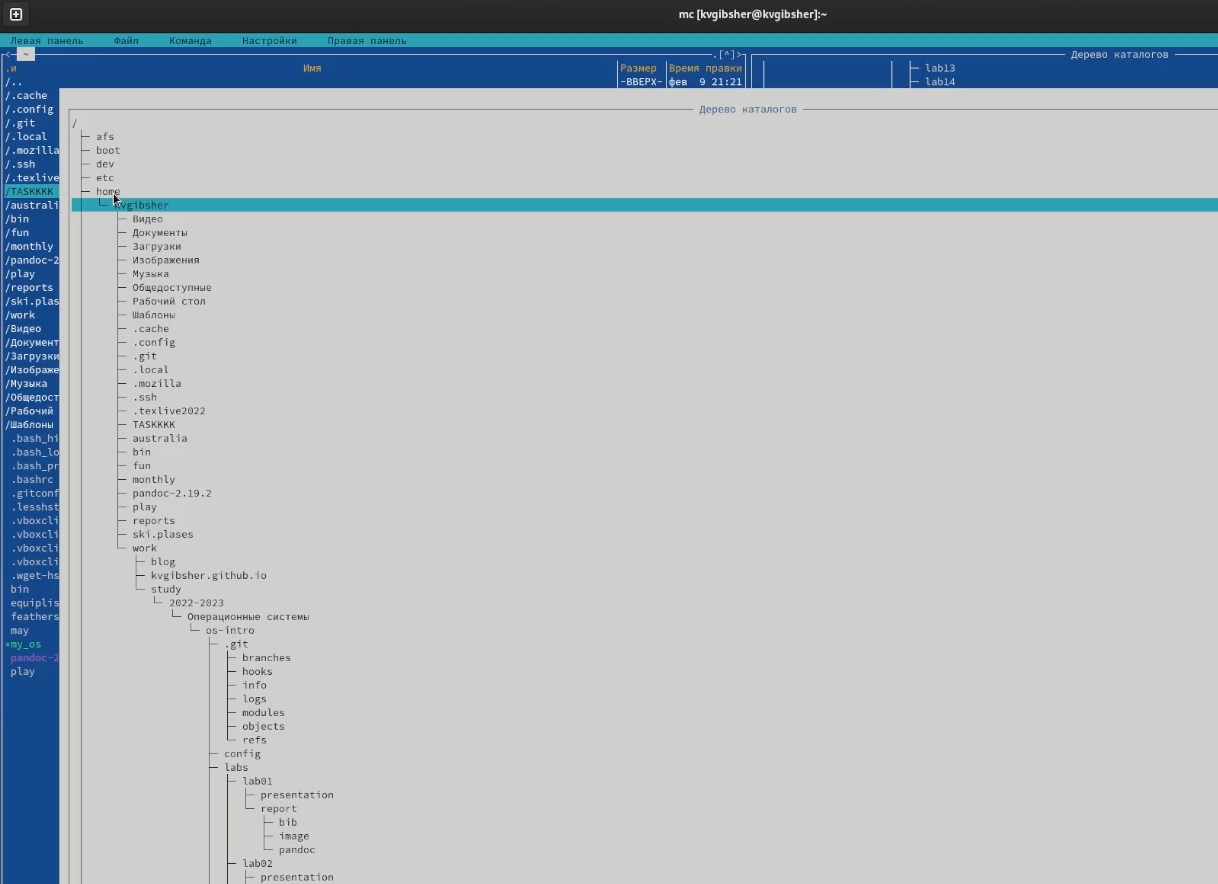 mc [kvgibsher@kvgibsher]:~
Левая панель Файл Команда Настройки Правая панель
<─ ~ .[^]> Дерево каталогов
.и Имя Размер Время правки lab13
/.. -ВВЕРХ- фев 9 21:21 lab14
/.cache
/.config Дерево каталогов
/.git /
/.local afs
/.mozilla boot
/.ssh dev
/.texlive etc
/TASKKKK home
/australi kvgibsher
/bin Видео
/fun Документы
/monthly Загрузки
/pandoc-2 Изображения
/play Музыка
/reports Общедоступные
/ski.plas Рабочий стол
/work Шаблоны
/Видео .cache
/Документ .config
/Загрузки .git
/Изображе .local
/Музыка .mozilla
/Общедост .ssh
/Рабочий .texlive2022
/Шаблоны TASKKKK
.bash_hi australia
.bash_lo bin
.bash_pr fun
.bashrc monthly
.gitconf pandoc-2.19.2
.lesshst play
.vboxcli reports
.vboxcli ski.plases
.vboxcli work
.vboxcli blog
.wget-hs kvgibsher.github.io
bin study
equiplis 2022-2023
feathers Операционные системы
may os-intro
*my_os .git
pandoc-2 branches
play hooks
info
logs
modules
objects
refs
config
labs
lab01
presentation
report
bib
image
pandoc
lab02
presentation